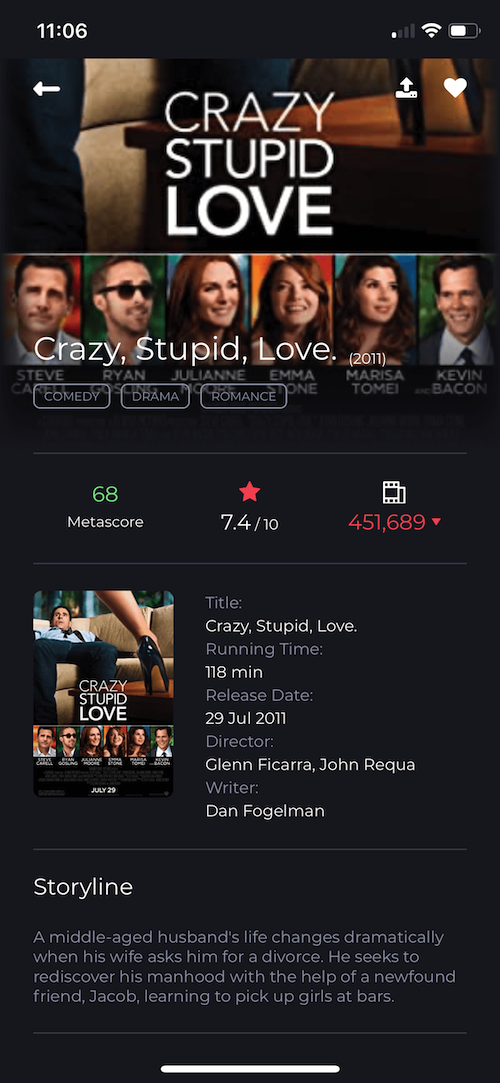 11:06
CRAZY
STUPID
LOVE
Crazy, Stupid, Love. (2011)
STEVE CARELL
RYAN GOSLING
JULIANNE MOORE
EMMA STONE
MARISA TOMEI
AND KEVIN BACON
COMEDY
DRAMA
ROMANCE
68
Metascore
7.4 / 10
451,689
CRAZY
STUPID
LOVE
STEVE CARELL
RYAN GOSLING
JULIANNE MOORE
EMMA STONE
MARISA TOMEI
KEVIN BACON
JULY 29
Title:
Crazy, Stupid, Love.
Running Time:
118 min
Release Date:
29 Jul 2011
Director:
Glenn Ficarra, John Requa
Writer:
Dan Fogelman
Storyline
A middle-aged husband's life changes dramatically
when his wife asks him for a divorce. He seeks to
rediscover his manhood with the help of a newfound
friend, Jacob, learning to pick up girls at bars.